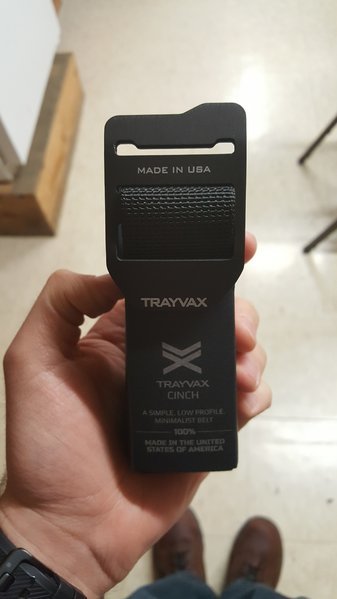 MADE IN USA
TRAYVAX
TRAYVAX
CINCH
A SIMPLE, LOW PROFILE,
MINIMALIST BELT
100%
MADE IN THE UNITED
STATES OF AMERICA